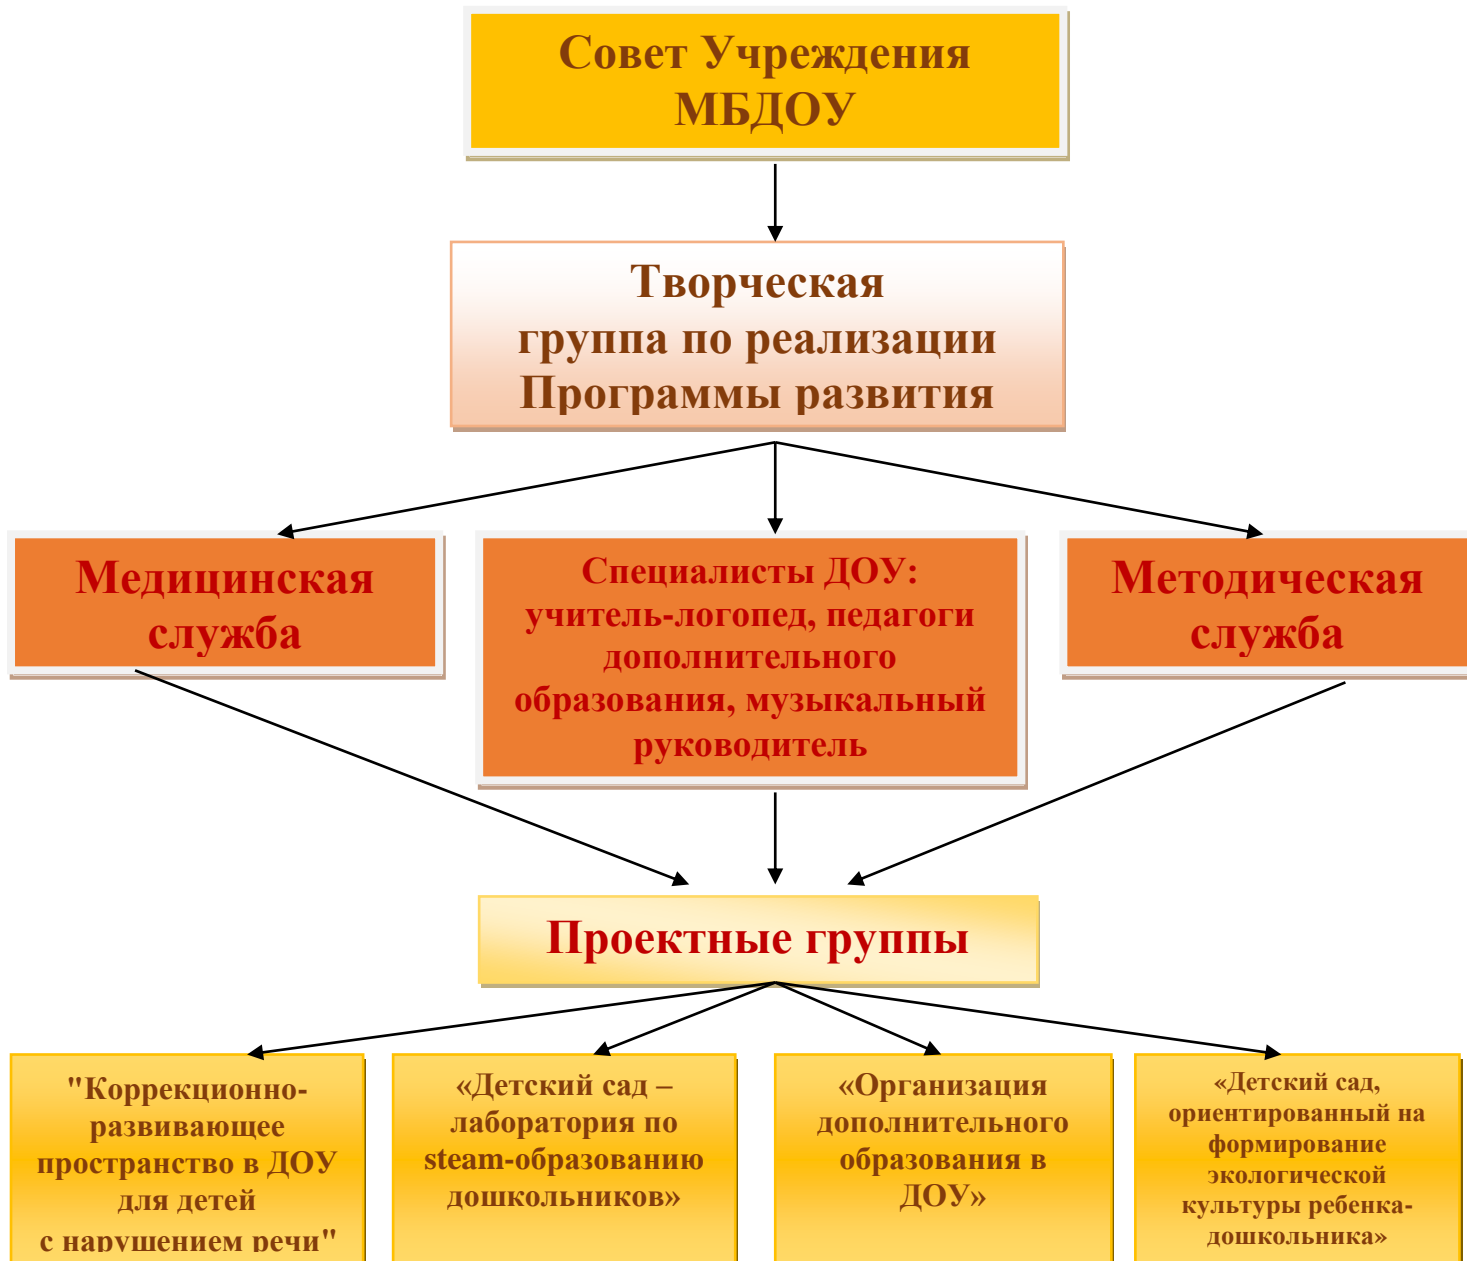 Совет Учреждения
МБДОУ
Творческая
группа по реализации
Программы развития
Медицинская
служба
Специалисты ДОУ:
учитель-логопед, педагоги
дополнительного
образования, музыкальный
руководитель
Методическая
служба
Проектные группы
"Коррекционно-
развивающее
пространство в ДОУ
для детей
с нарушением речи"
«Детский сад –
лаборатория по
steam-образованию
дошкольников»
«Организация
дополнительного
образования в
ДОУ»
«Детский сад,
ориентированный на
формирование
экологической
культуры ребенка-
дошкольника»